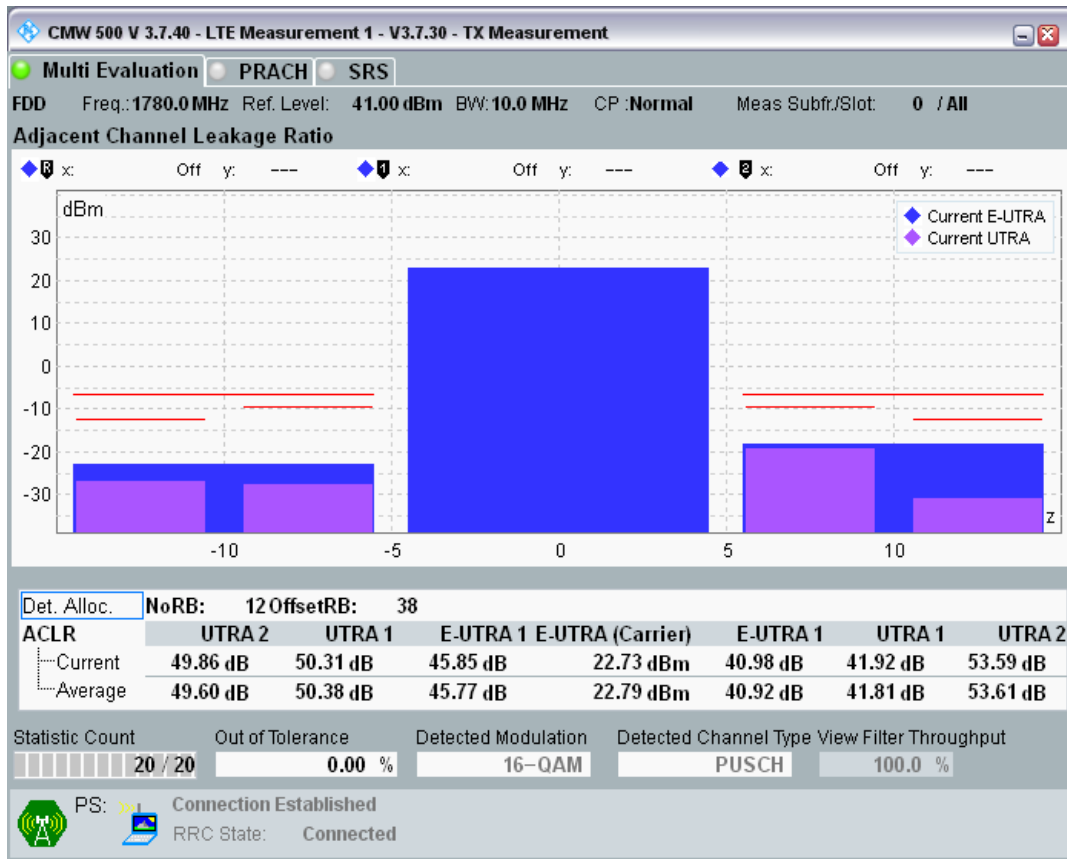 CMW 500 V 3.7.40 - LTE Measurement 1 - V3.7.30 - TX Measurement
Multi Evaluation PRACH SRS
FDD Freq.: 1780.0 MHz Ref. Level: 41.00 dBm BW: 10.0 MHz CP :Normal Meas Subfr./Slot: 0 / All
Adjacent Channel Leakage Ratio
R x: Off y: --- 1 x: Off y: --- 2 x: Off y: ---
dBm
Current E-UTRA
Current UTRA
30
20
10
0
-10
-20
-30
z
-10 -5 0 5 10
Det. Alloc. NoRB: 12 OffsetRB: 38
ACLR UTRA 2 UTRA 1 E-UTRA 1 E-UTRA (Carrier) E-UTRA 1 UTRA 1 UTRA 2
Current 49.86 dB 50.31 dB 45.85 dB 22.73 dBm 40.98 dB 41.92 dB 53.59 dB
Average 49.60 dB 50.38 dB 45.77 dB 22.79 dBm 40.92 dB 41.81 dB 53.61 dB
Statistic Count Out of Tolerance Detected Modulation Detected Channel Type View Filter Throughput
20 / 20 0.00 % 16-QAM PUSCH 100.0 %
PS: Connection Established
RRC State: Connected